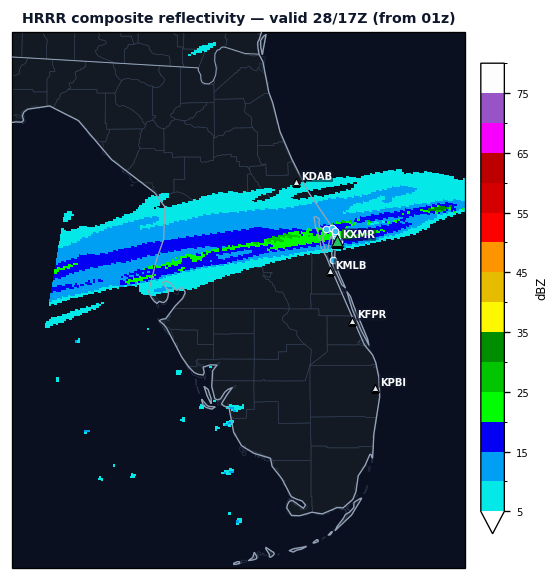 HRRR composite reflectivity — valid 28/17Z (from 01z)
KDAB
KXMR
KMLB
KFPR
KPBI
75
65
55
45
35
25
15
5
dBZ